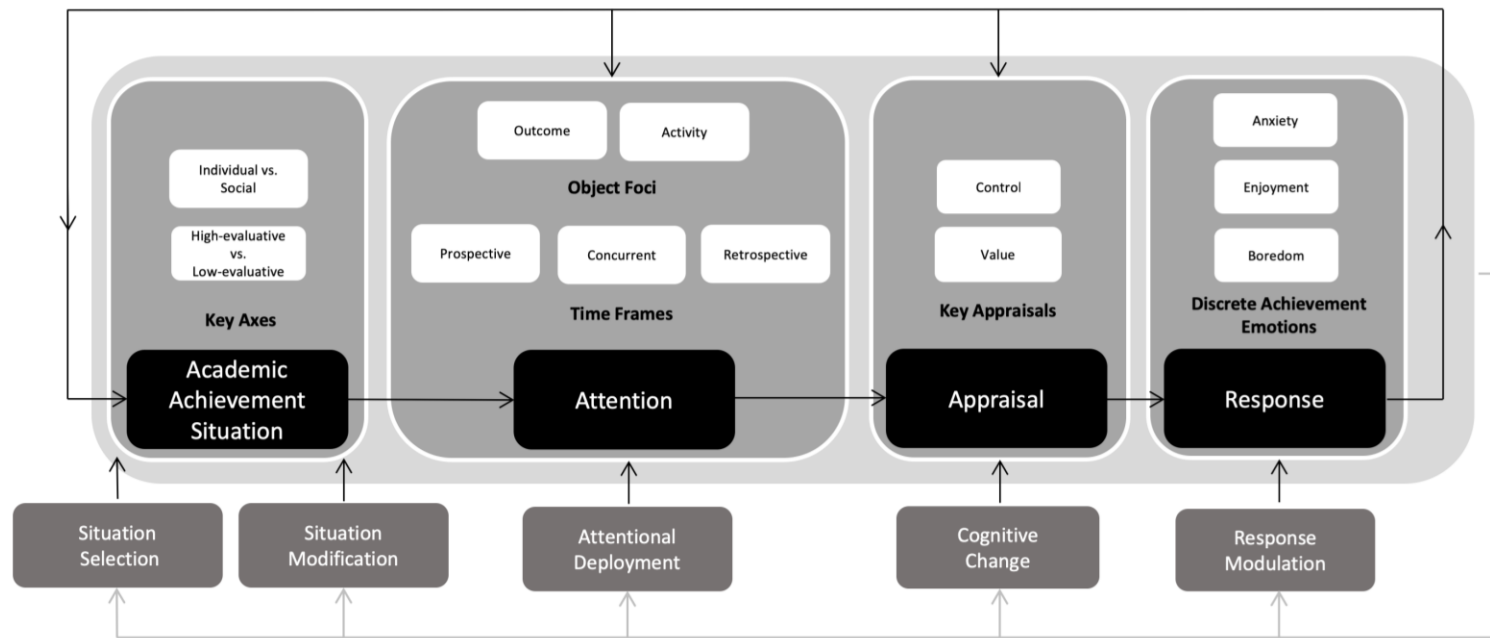 Individual vs.
Social
High-evaluative
vs.
Low-evaluative
Key Axes
Academic
Achievement
Situation
Outcome
Activity
Object Foci
Prospective
Concurrent
Retrospective
Time Frames
Attention
Control
Value
Key Appraisals
Appraisal
Anxiety
Enjoyment
Boredom
Discrete Achievement
Emotions
Response
Situation
Selection
Situation
Modification
Attentional
Deployment
Cognitive
Change
Response
Modulation